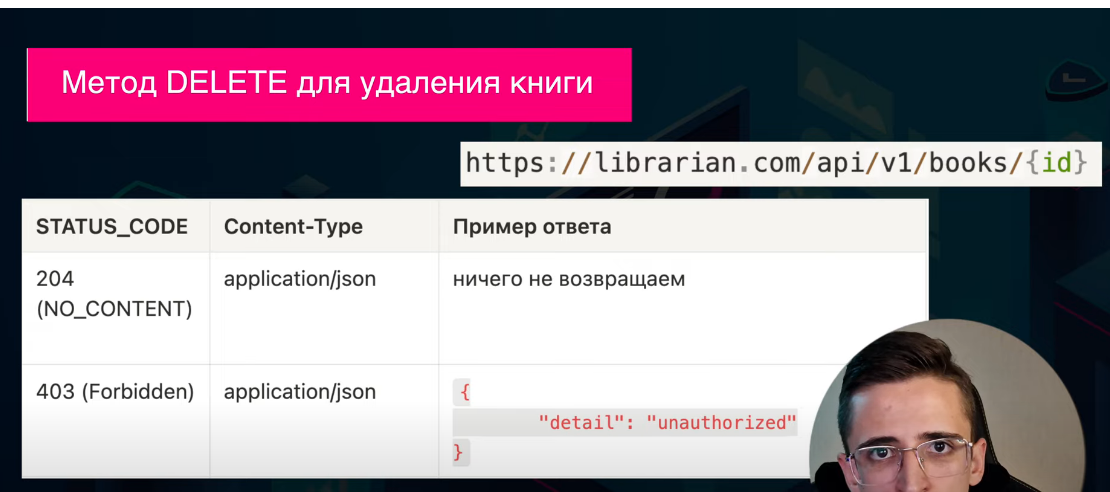 Метод DELETE для удаления книги
https://librarian.com/api/v1/books/{id}
STATUS_CODE Content-Type Пример ответа
204 application/json ничего не возвращаем
(NO_CONTENT)
403 (Forbidden) application/json {
"detail": "unauthorized"
}